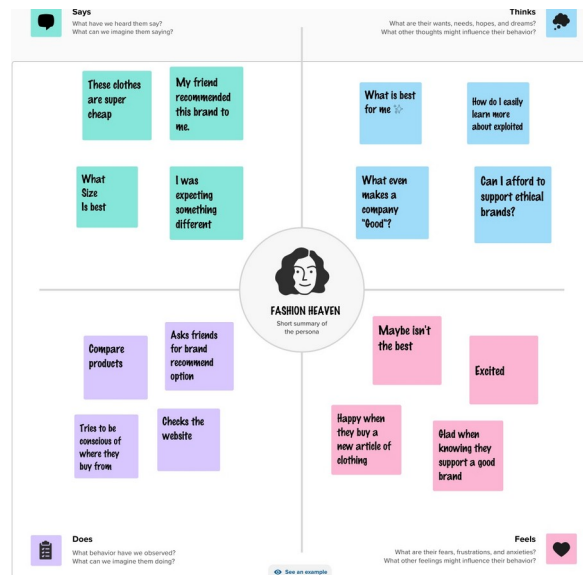 Says
What have we heard them say?
What can we imagine them saying?
Thinks
What are their wants, needs, hopes, and dreams?
What other thoughts might influence their behavior?
These clothes
are super
cheap
My friend
recommended
this brand to
me.
What
Size
Is best
I was
expecting
something
different
What is best
for me ✨
How do I easily
learn more
about exploited
What even
makes a
company
"Good"?
Can I afford to
support ethical
brands?
FASHION HEAVEN
Short summary of
the persona
Compare
products
Asks friends
for brand
recommend
option
Tries to be
conscious of
where they
buy from
Checks the
website
Maybe isn't
the best
Excited
Happy when
they buy a
new article of
clothing
Glad when
knowing they
support a good
brand
Does
What behavior have we observed?
What can we imagine them doing?
Feels
What are their fears, frustrations, and anxieties?
What other feelings might influence their behavior?
See an example